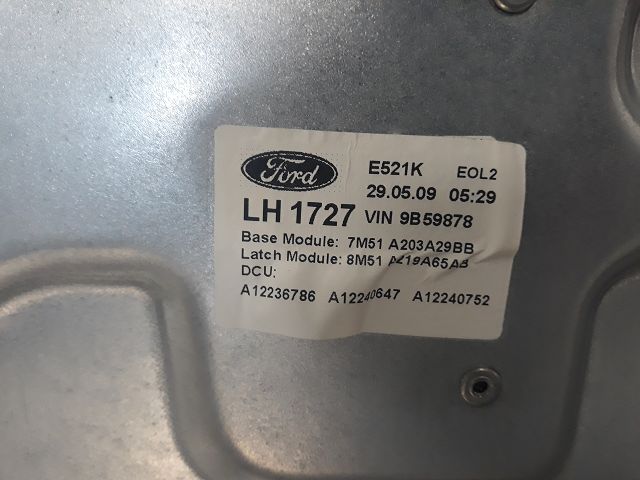 Ford E521K EOL2
29.05.09 05:29
LH 1727 VIN 9B59878
Base Module: 7M51 A203A29BB
Latch Module: 8M51
DCU:
A12236786 A12240647 A12240752